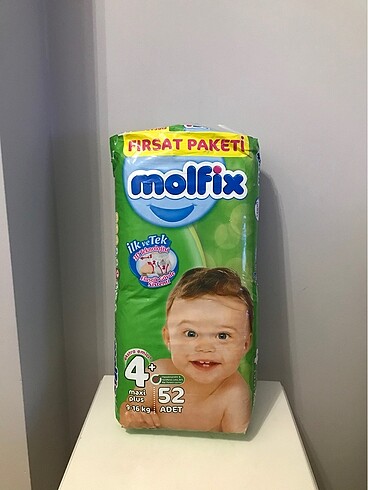 FIRSAT PAKETİ
molfix
İlk ve Tek
4+
maxi
plus
9-16 kg
52
ADET